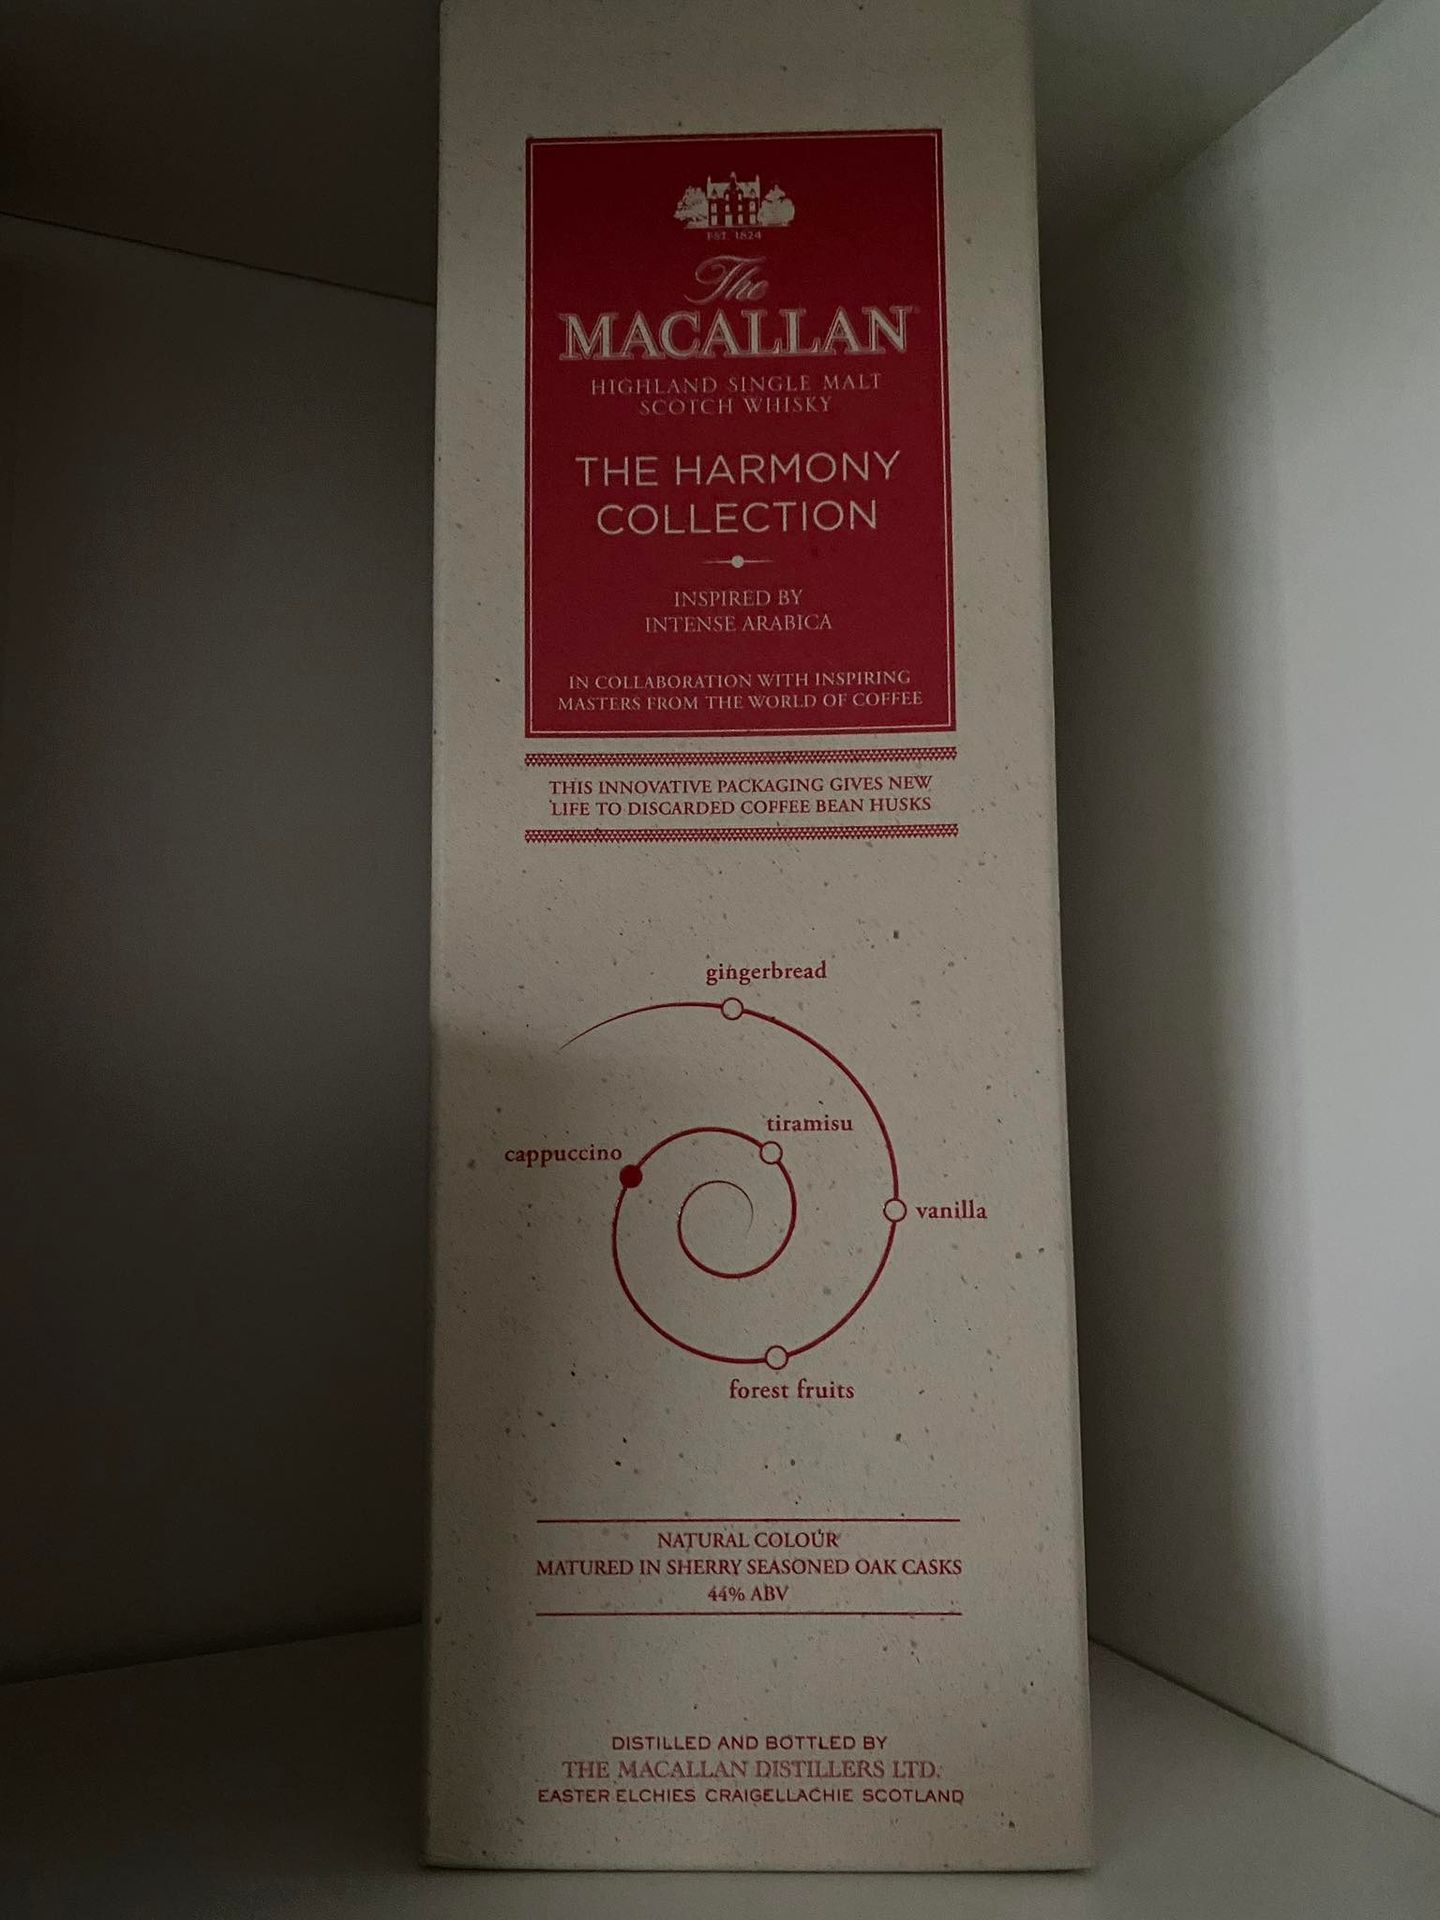 EST. 1824
The
MACALLAN
HIGHLAND SINGLE MALT
SCOTCH WHISKY
THE HARMONY
COLLECTION
INSPIRED BY
INTENSE ARABICA
IN COLLABORATION WITH INSPIRING
MASTERS FROM THE WORLD OF COFFEE
THIS INNOVATIVE PACKAGING GIVES NEW
LIFE TO DISCARDED COFFEE BEAN HUSKS
gingerbread
tiramisu
cappuccino
vanilla
forest fruits
NATURAL COLOUR
MATURED IN SHERRY SEASONED OAK CASKS
44% ABV
DISTILLED AND BOTTLED BY
THE MACALLAN DISTILLERS LTD.
EASTER ELCHIES CRAIGELLACHIE SCOTLAND